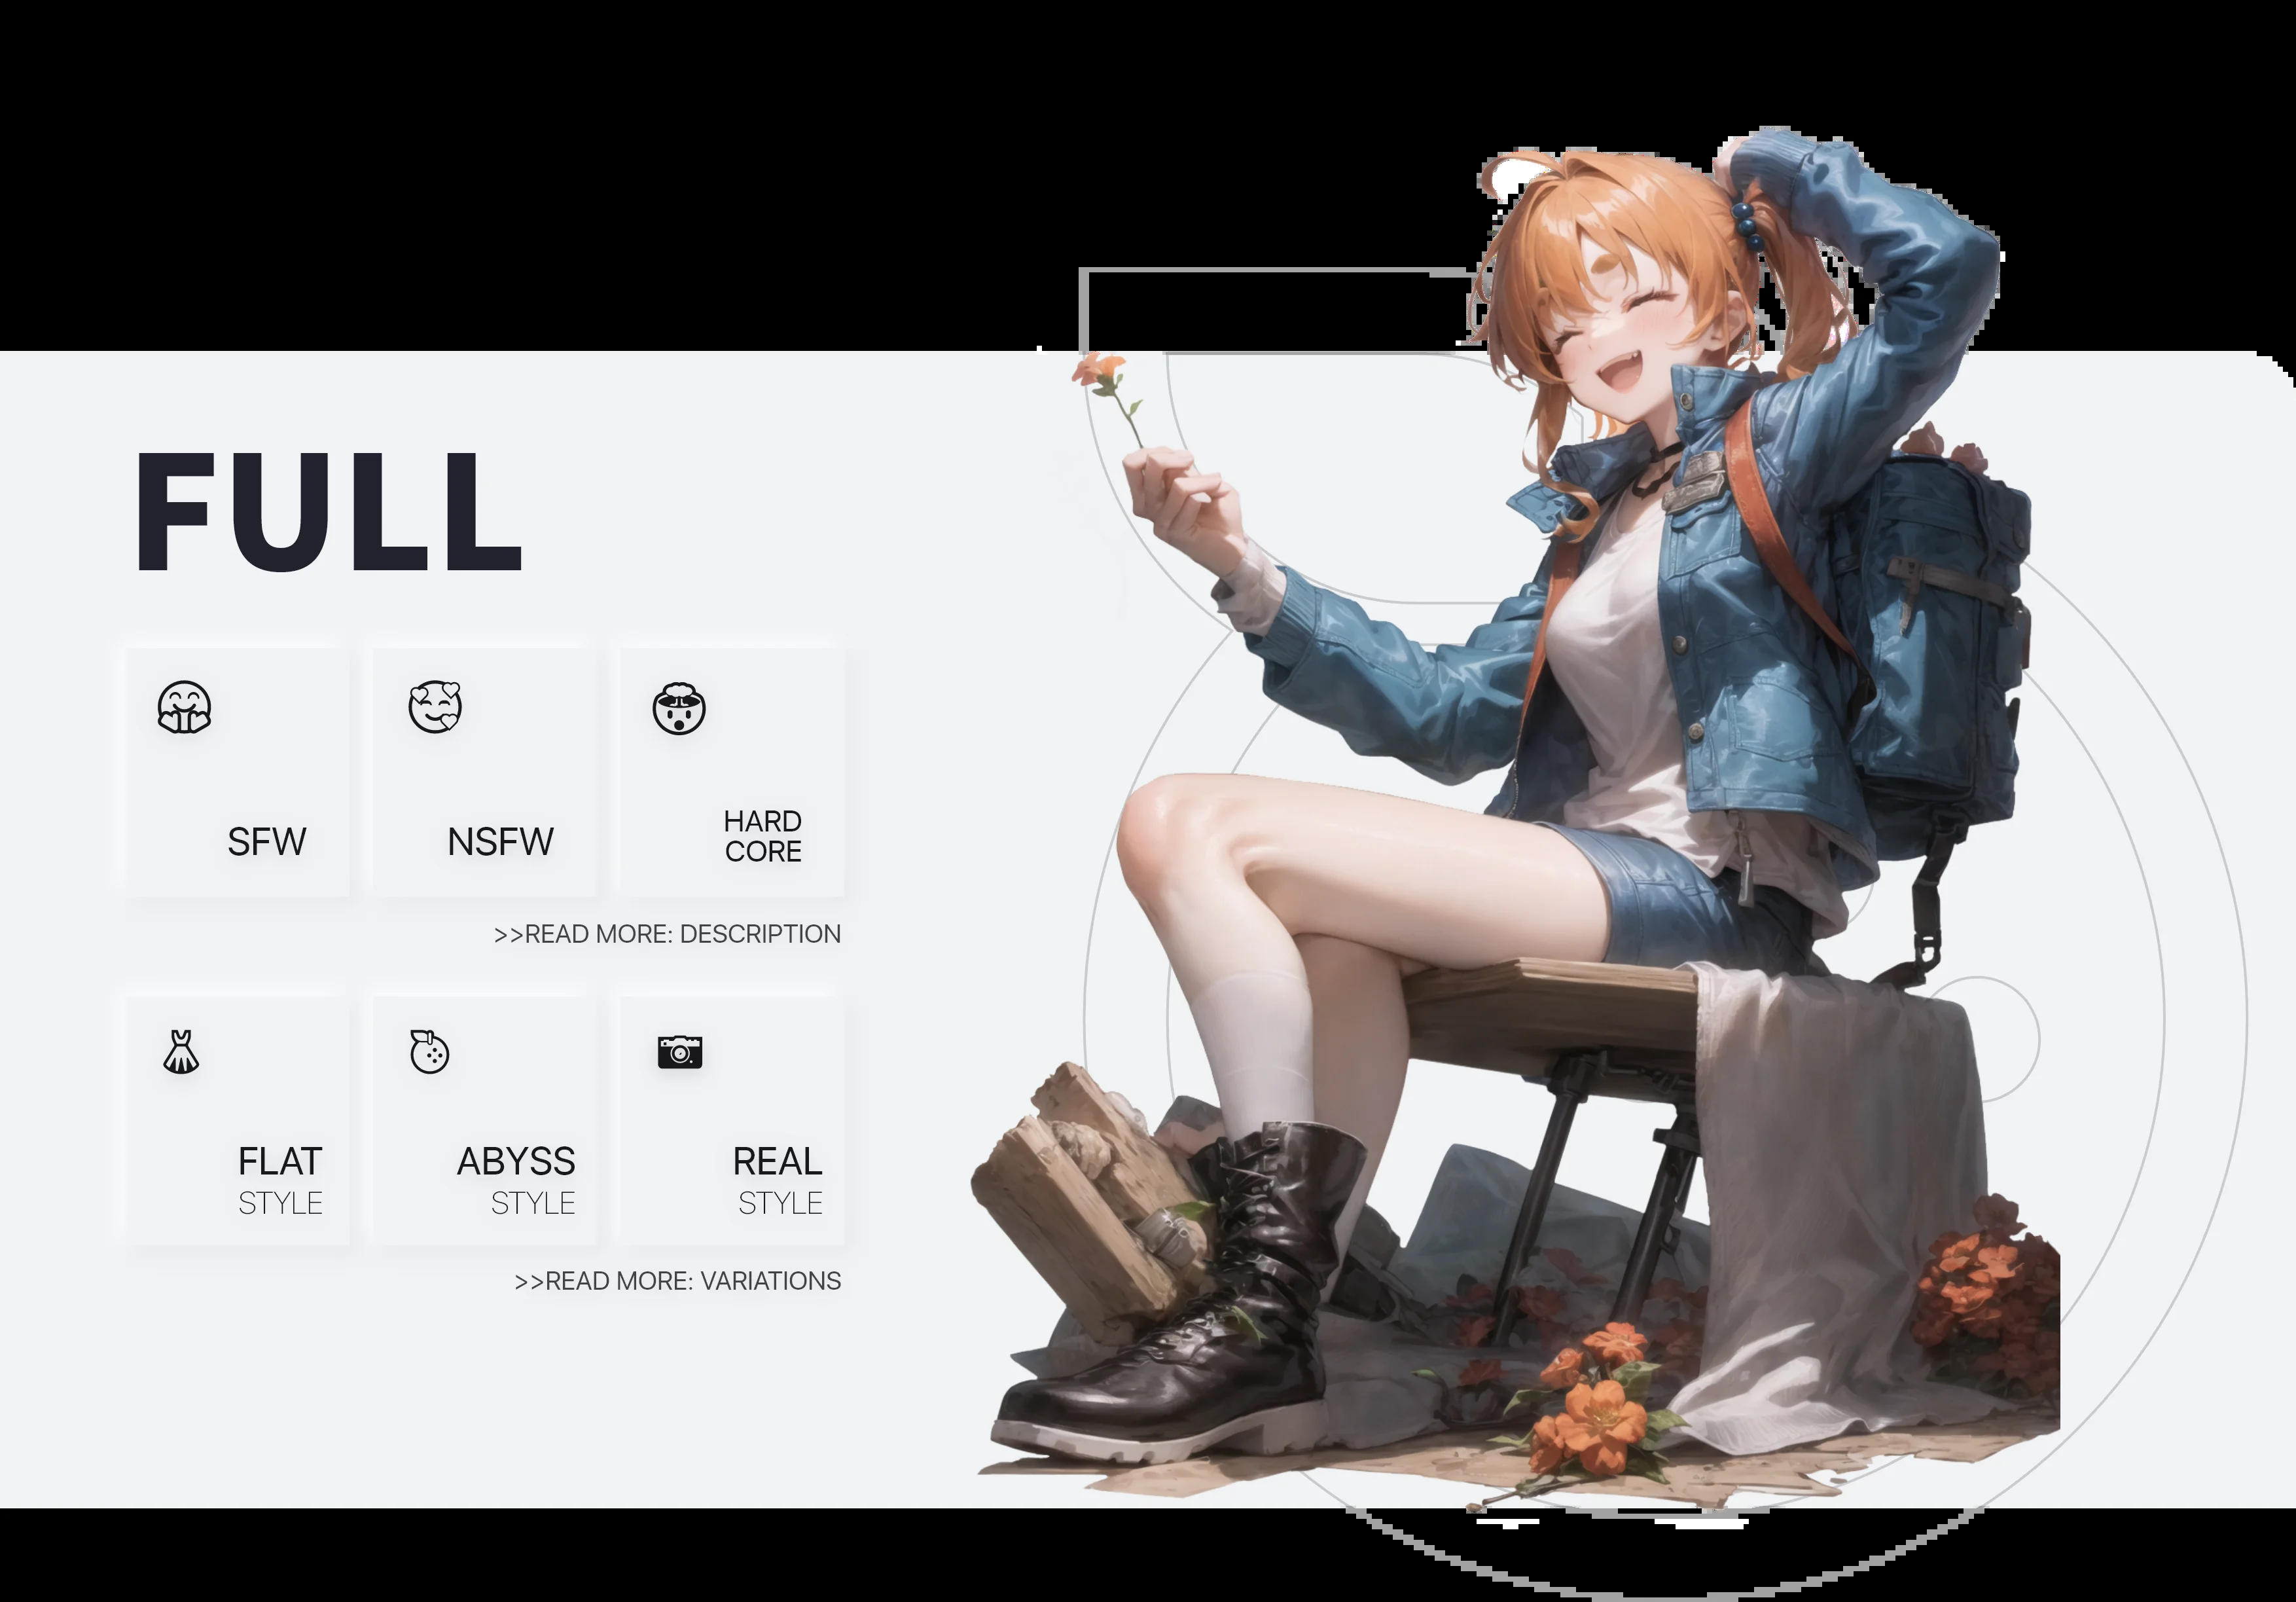 FULL
SFW
NSFW
HARD
CORE
>>READ MORE: DESCRIPTION
FLAT
STYLE
ABYSS
STYLE
REAL
STYLE
>>READ MORE: VARIATIONS